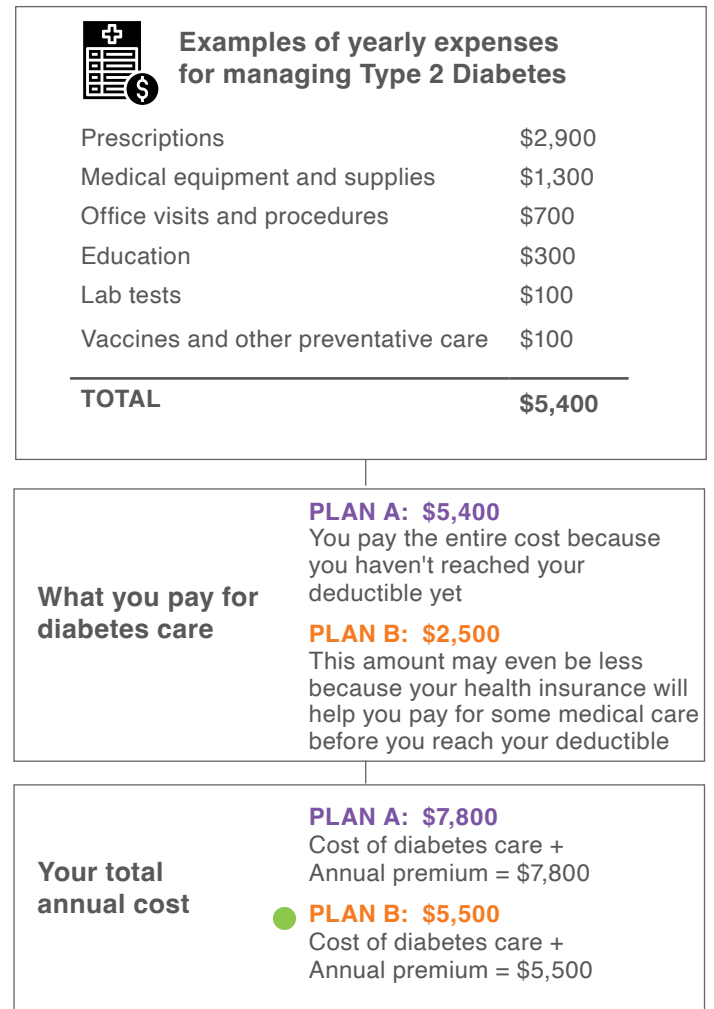 Examples of yearly expenses
for managing Type 2 Diabetes
$
Prescriptions $2,900
Medical equipment and supplies $1,300
Office visits and procedures $700
Education $300
Lab tests $100
Vaccines and other preventative care $100
TOTAL $5,400
What you pay for
diabetes care
PLAN A: $5,400
You pay the entire cost because
you haven't reached your
deductible yet
PLAN B: $2,500
This amount may even be less
because your health insurance will
help you pay for some medical care
before you reach your deductible
Your total
annual cost
PLAN A: $7,800
Cost of diabetes care +
Annual premium = $7,800
PLAN B: $5,500
Cost of diabetes care +
Annual premium = $5,500